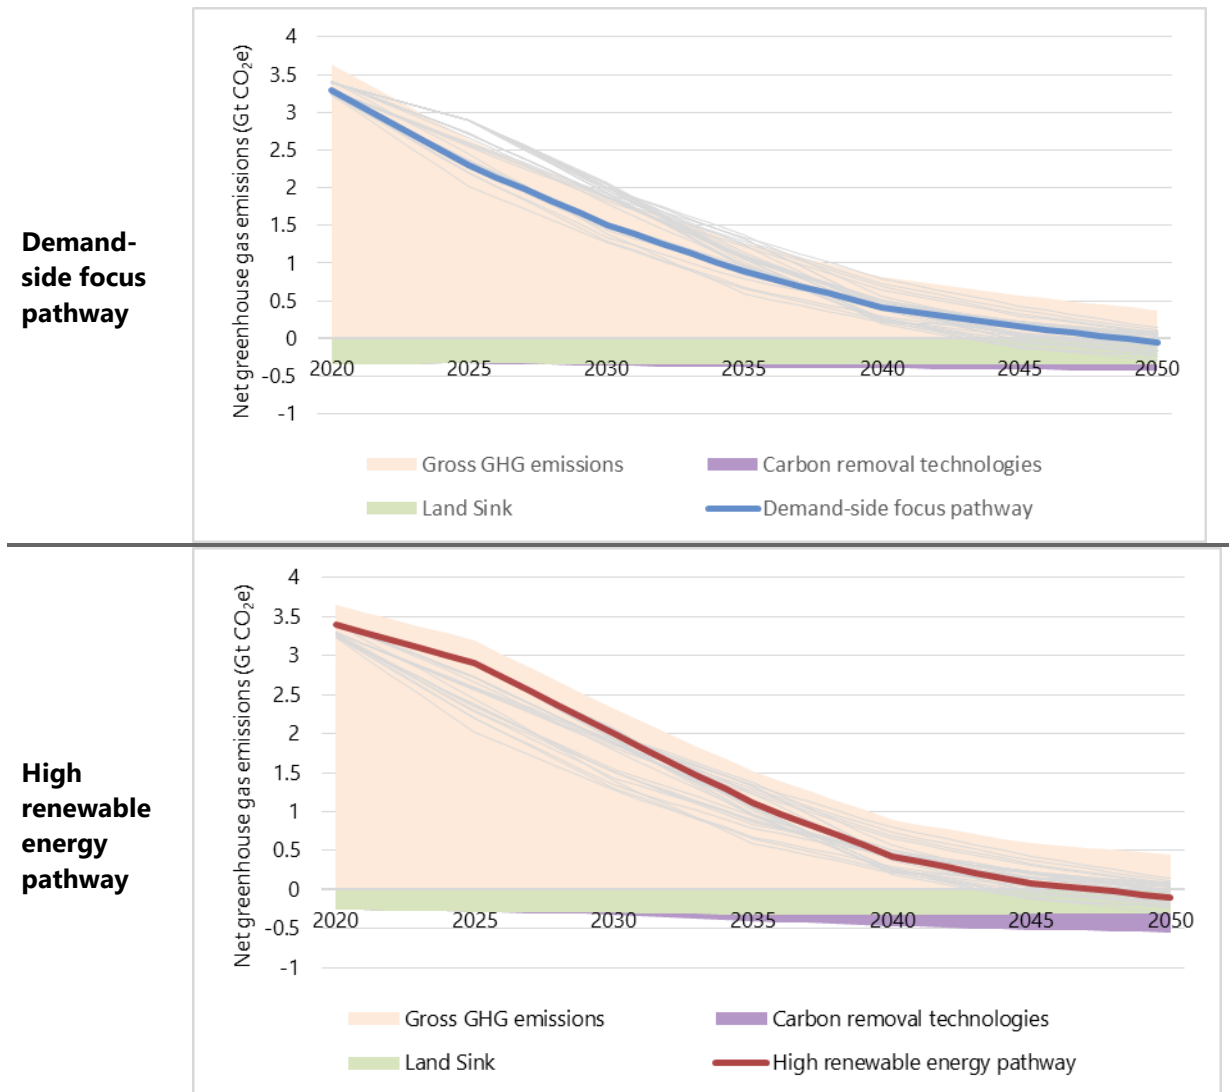 Demand-
side focus
pathway
Net greenhouse gas emissions (Gt CO₂e)
4
3.5
3
2.5
2
1.5
1
0.5
0
-0.5
-1
2020 2025 2030 2035 2040 2045 2050
Gross GHG emissions Carbon removal technologies
Land Sink Demand-side focus pathway
High
renewable
energy
pathway
Net greenhouse gas emissions (Gt CO₂e)
4
3.5
3
2.5
2
1.5
1
0.5
0
-0.5
-1
2020 2025 2030 2035 2040 2045 2050
Gross GHG emissions Carbon removal technologies
Land Sink High renewable energy pathway